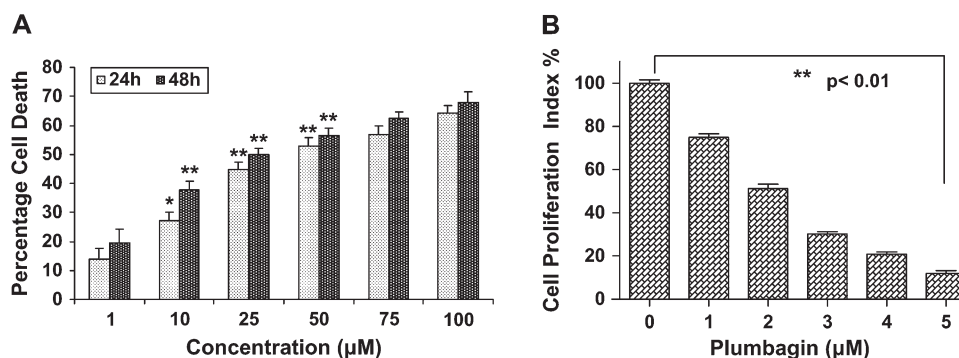 A
24h 48h
Percentage Cell Death
80
70
60
50
40
30
20
10
0
*
**
**
**
**
**
1 10 25 50 75 100
Concentration (µM)
B
** p< 0.01
Cell Proliferation Index %
100
80
60
40
20
0
0 1 2 3 4 5
Plumbagin (µM)